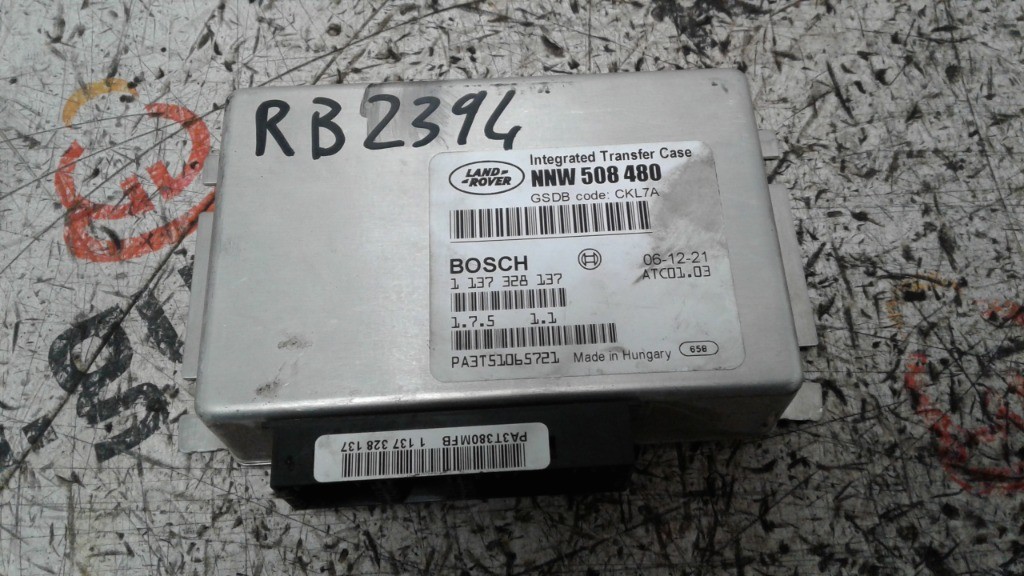 RB2394
LAND-
-ROVER
Integrated Transfer Case
NNW 508 480
GSDB code: CKL7A
BOSCH
1 137 328 137
06-12-21
ATC01.03
1.7.5 1.1
PA3T51065721
Made in Hungary
658
PA3T380MFB 1 137 328 137